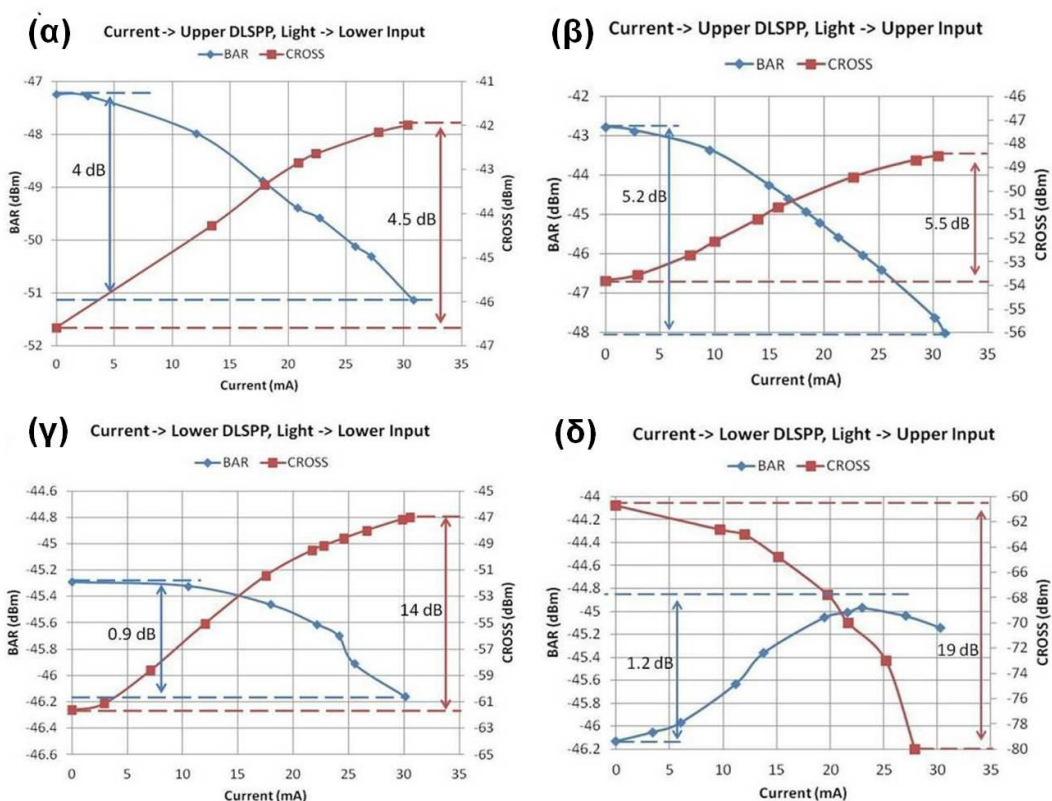 (α)
Current -> Upper DLSPP, Light -> Lower Input
BAR CROSS
-47
-48
-49
-50
-51
-52
BAR (dBm)
-41
-42
-43
-44
-45
-46
-47
CROSS (dBm)
4 dB
4.5 dB
0 5 10 15 20 25 30 35
Current (mA)
(β)
Current -> Upper DLSPP, Light -> Upper Input
BAR CROSS
-42
-43
-44
-45
-46
-47
-48
BAR (dBm)
-46
-47
-48
-49
-50
-51
-52
-53
-54
-55
-56
CROSS (dBm)
5.2 dB
5.5 dB
0 5 10 15 20 25 30 35
Current (mA)
(γ)
Current -> Lower DLSPP, Light -> Lower Input
BAR CROSS
-44.6
-44.8
-45
-45.2
-45.4
-45.6
-45.8
-46
-46.2
-46.4
-46.6
BAR (dBm)
-45
-47
-49
-51
-53
-55
-57
-59
-61
-63
-65
CROSS (dBm)
0.9 dB
14 dB
0 5 10 15 20 25 30 35
Current (mA)
(δ)
Current -> Lower DLSPP, Light -> Upper Input
BAR CROSS
-44
-44.2
-44.4
-44.6
-44.8
-45
-45.2
-45.4
-45.6
-45.8
-46
-46.2
BAR (dBm)
-60
-62
-64
-66
-68
-70
-72
-74
-76
-78
-80
CROSS (dBm)
1.2 dB
19 dB
0 5 10 15 20 25 30 35
Current (mA)